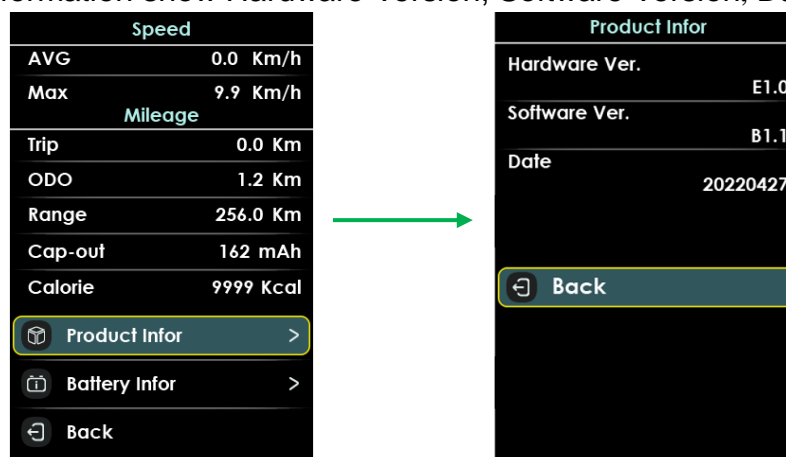 Speed
AVG 0.0 Km/h
Max 9.9 Km/h
Mileage
Trip 0.0 Km
ODO 1.2 Km
Range 256.0 Km
Cap-out 162 mAh
Calorie 9999 Kcal
Product Infor >
Battery Infor >
Back
Product Infor
Hardware Ver.
E1.0
Software Ver.
B1.1
Date
20220427
Back